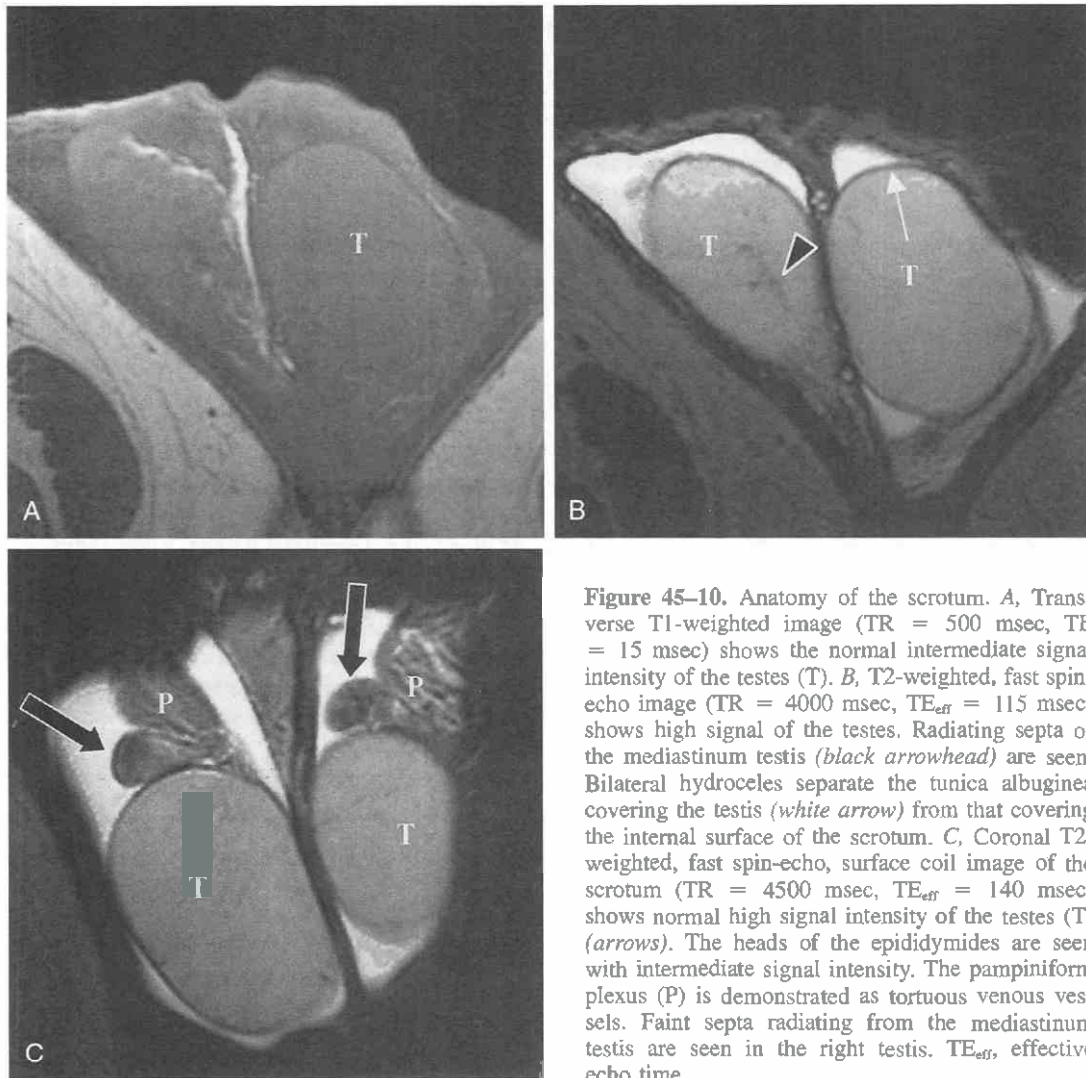 T
A
T
T
B
P
P
T
T
C
Figure 45–10. Anatomy of the scrotum. A, Trans-
verse T1-weighted image (TR = 500 msec, TE
= 15 msec) shows the normal intermediate signal
intensity of the testes (T). B, T2-weighted, fast spin-
echo image (TR = 4000 msec, TEeff = 115 msec)
shows high signal of the testes. Radiating septa of
the mediastinum testis (black arrowhead) are seen.
Bilateral hydroceles separate the tunica albuginea
covering the testis (white arrow) from that covering
the internal surface of the scrotum. C, Coronal T2-
weighted, fast spin-echo, surface coil image of the
scrotum (TR = 4500 msec, TEeff = 140 msec)
shows normal high signal intensity of the testes (T)
(arrows). The heads of the epididymides are seen
with intermediate signal intensity. The pampiniform
plexus (P) is demonstrated as tortuous venous ves-
sels. Faint septa radiating from the mediastinum
testis are seen in the right testis. TEeff, effective
echo time.